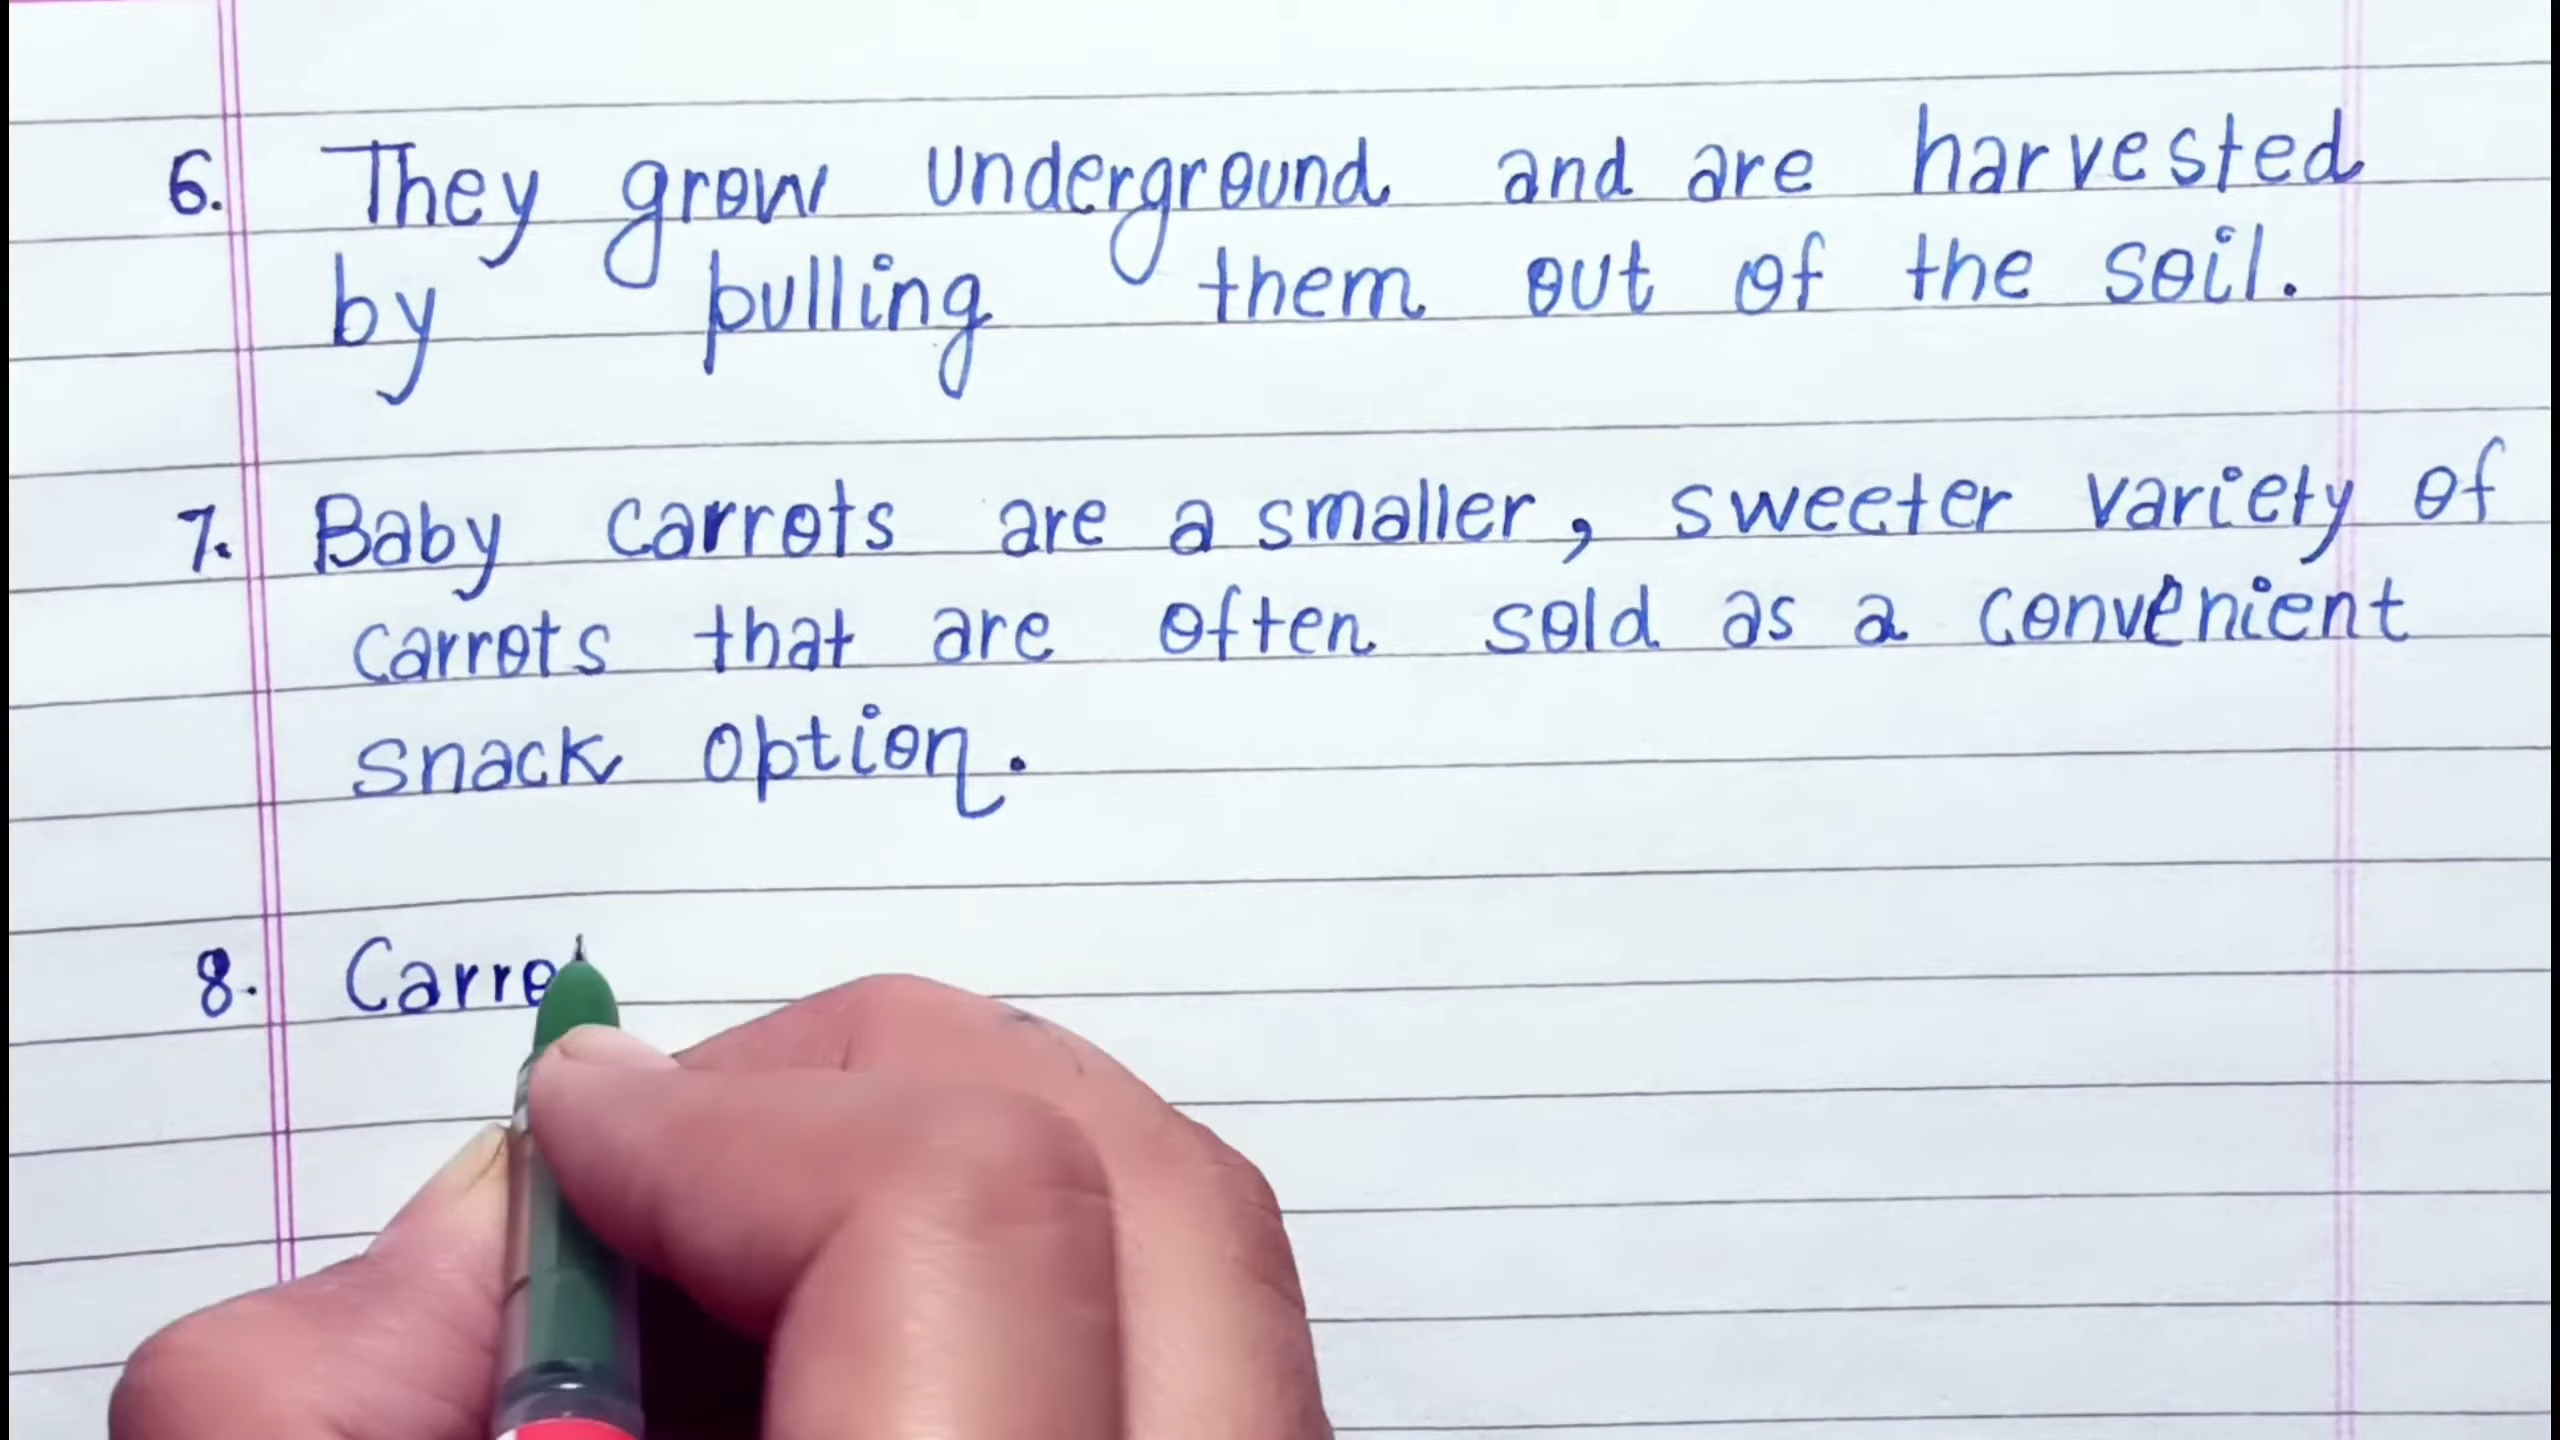 6. They grow underground and are harvested
by pulling them out of the soil.
7. Baby carrots are a smaller, sweeter variety of
carrots that are often sold as a convenient
snack option.
8. Carro